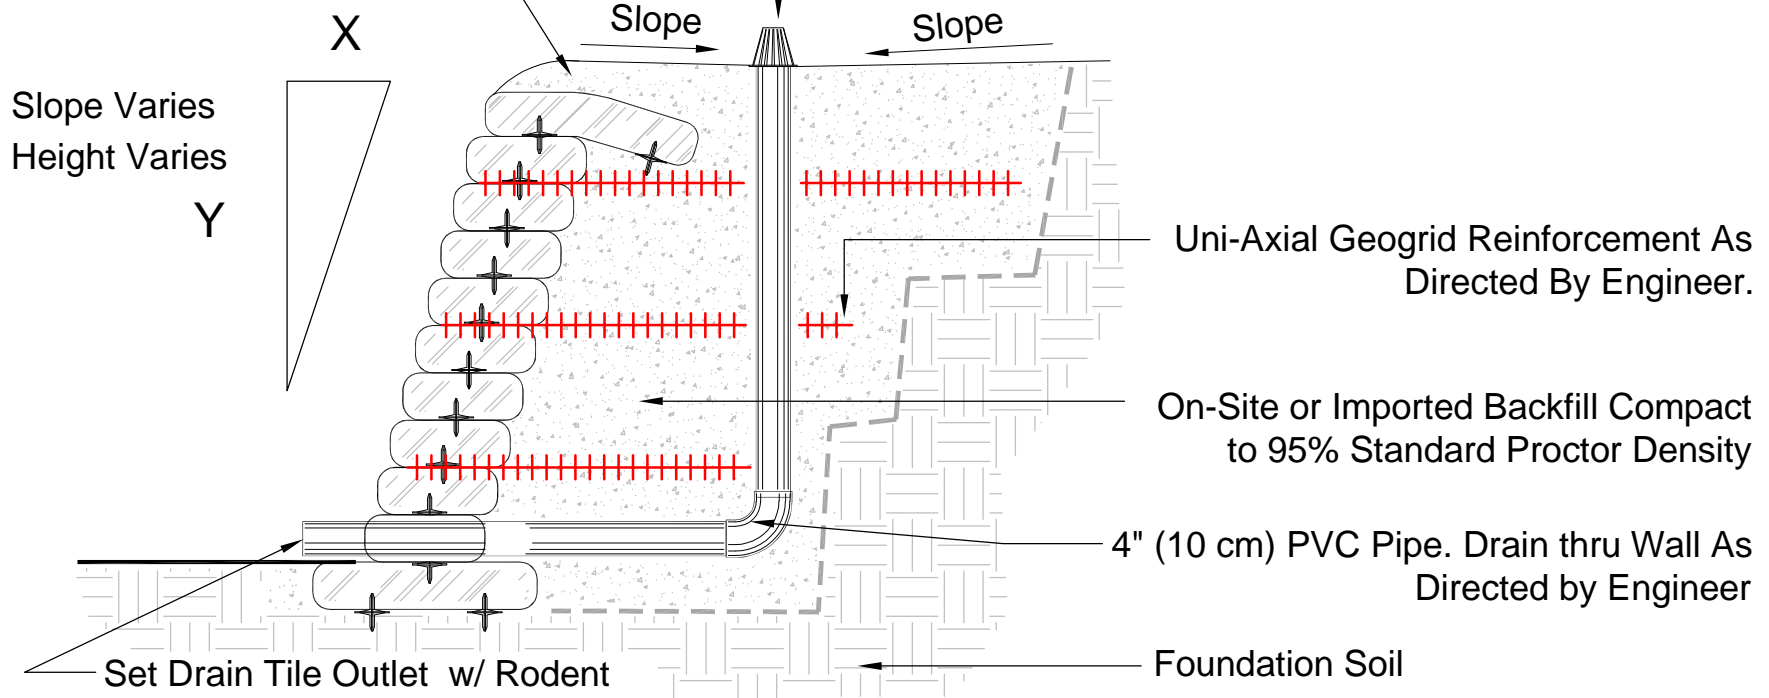 Slope
Slope
X
Slope Varies
Height Varies
Y
Uni-Axial Geogrid Reinforcement As
Directed By Engineer.
On-Site or Imported Backfill Compact
to 95% Standard Proctor Density
4" (10 cm) PVC Pipe. Drain thru Wall As
Directed by Engineer
Foundation Soil
Set Drain Tile Outlet w/ Rodent